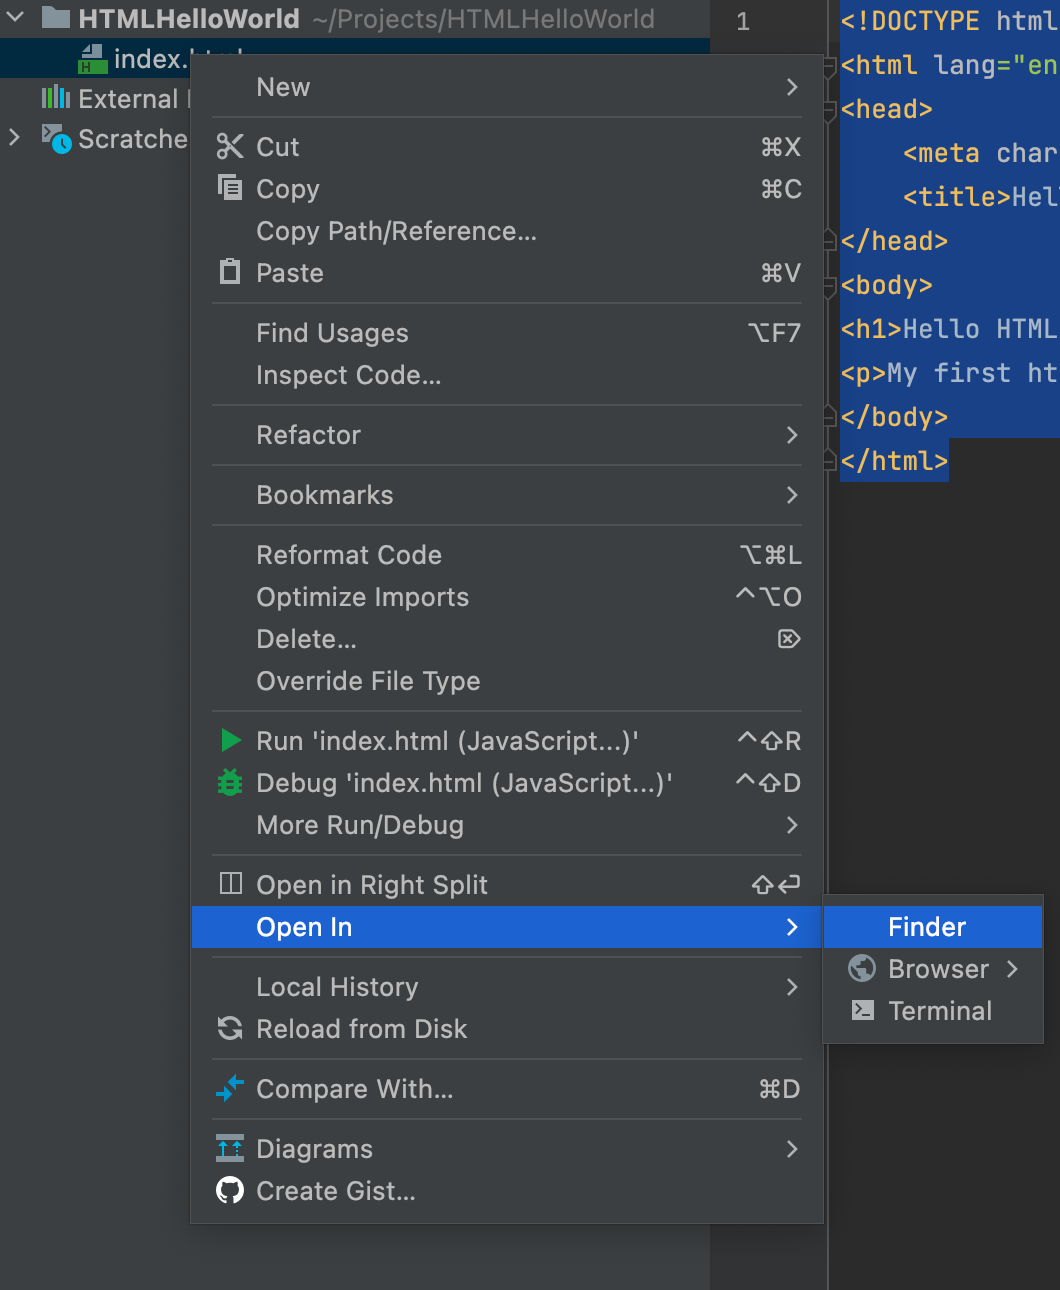 HTMLHelloWorld ~/Projects/HTMLHelloWorld
index.html
External
Scratche
New
Cut ⌘X
Copy ⌘C
Copy Path/Reference...
Paste ⌘V
Find Usages ⌥F7
Inspect Code...
Refactor
Bookmarks
Reformat Code ⌥⌘L
Optimize Imports ^⌥O
Delete... ⌦
Override File Type
Run 'index.html (JavaScript...)' ^⇧R
Debug 'index.html (JavaScript...)' ^⇧D
More Run/Debug
Open in Right Split ⇧↩
Open In
Local History
Reload from Disk
Compare With... ⌘D
Diagrams
Create Gist...
Finder
Browser
Terminal
1
<!DOCTYPE html
<html lang="en
<head>
<meta char
<title>Hel
</head>
<body>
<h1>Hello HTML
<p>My first ht
</body>
</html>